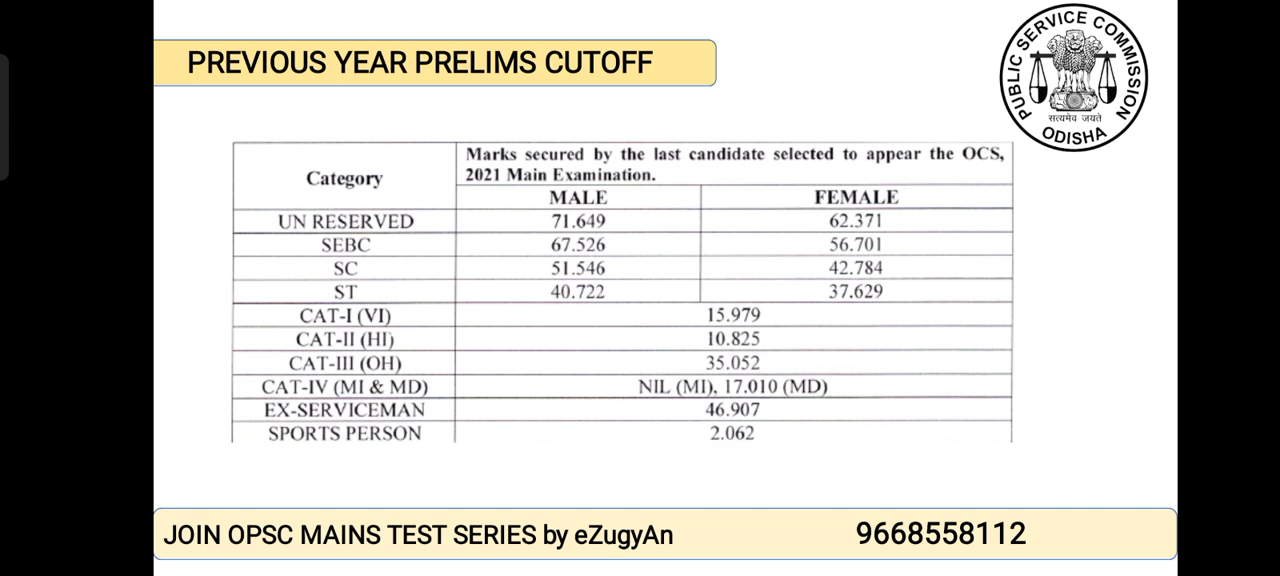 PREVIOUS YEAR PRELIMS CUTOFF
PUBLIC SERVICE COMMISSION
सत्यमेव जयते
ODISHA
Category
Marks secured by the last candidate selected to appear the OCS,
2021 Main Examination.
MALE FEMALE
UN RESERVED 71.649 62.371
SEBC 67.526 56.701
SC 51.546 42.784
ST 40.722 37.629
CAT-I (VI) 15.979
CAT-II (HI) 10.825
CAT-III (OH) 35.052
CAT-IV (MI & MD) NIL (MI), 17.010 (MD)
EX-SERVICEMAN 46.907
SPORTS PERSON 2.062
JOIN OPSC MAINS TEST SERIES by eZugyAn 9668558112